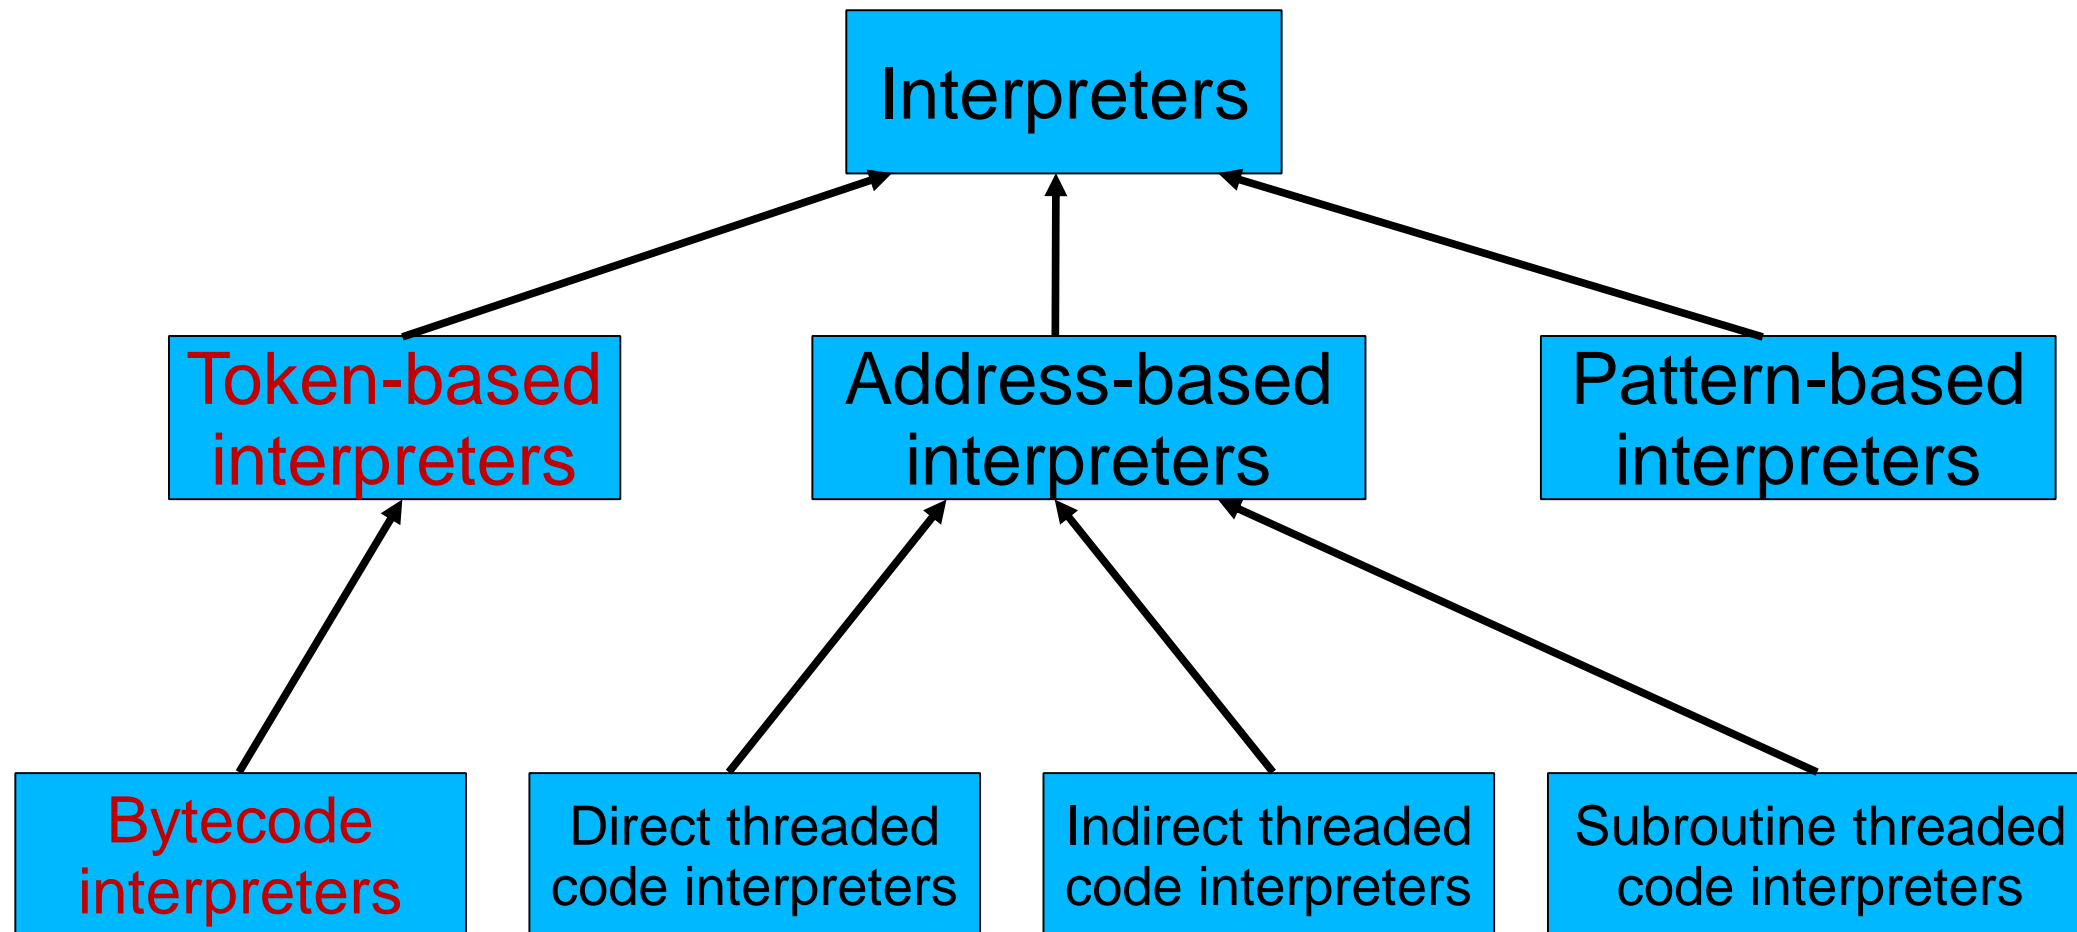 Interpreters
Token-based
interpreters
Address-based
interpreters
Pattern-based
interpreters
Bytecode
interpreters
Direct threaded
code interpreters
Indirect threaded
code interpreters
Subroutine threaded
code interpreters